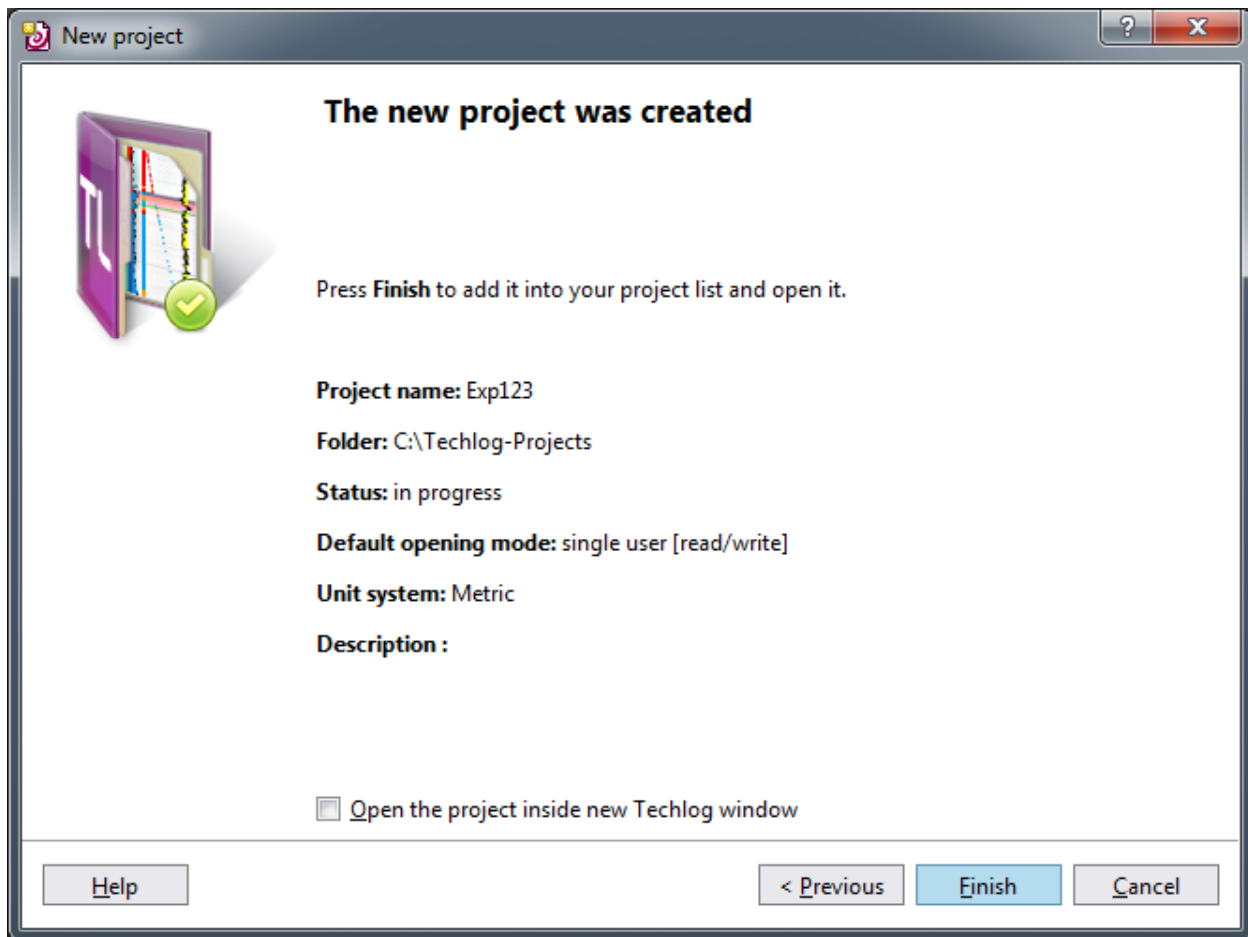 New project
The new project was created
TL
Press Finish to add it into your project list and open it.
Project name: Exp123
Folder: C:\Techlog-Projects
Status: in progress
Default opening mode: single user [read/write]
Unit system: Metric
Description :
Open the project inside new Techlog window
Help
< Previous
Finish
Cancel